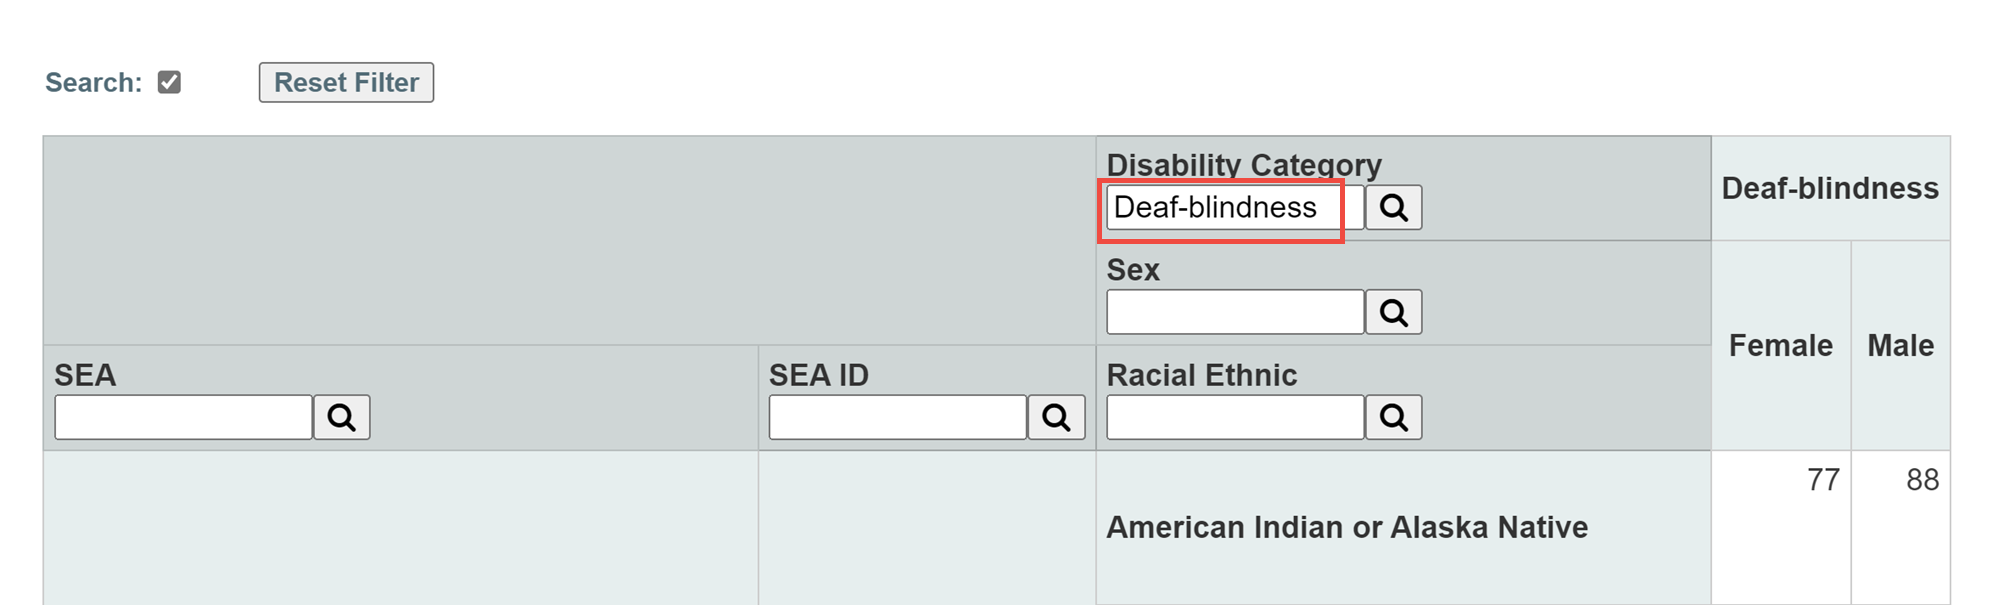 Search: Reset Filter
Disability Category
Deaf-blindness
Deaf-blindness
Sex
Female Male
SEA SEA ID Racial Ethnic
77 88
American Indian or Alaska Native